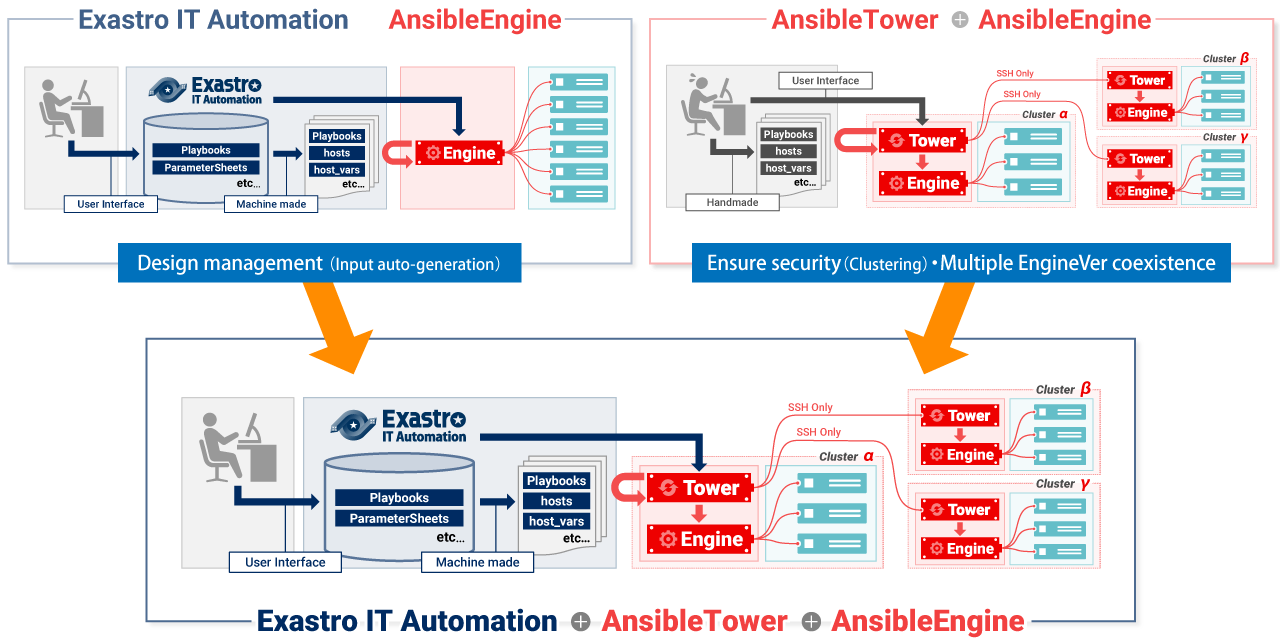 Exastro IT Automation
AnsibleEngine
Exastro
IT Automation
Playbooks
ParameterSheets
etc...
Playbooks
hosts
host_vars
etc...
Engine
User Interface
Machine made
Design management (Input auto-generation)
AnsibleTower + AnsibleEngine
User Interface
Playbooks
hosts
host_vars
etc...
Handmade
Tower
Engine
Cluster α
SSH Only
SSH Only
Cluster β
Tower
Engine
Cluster γ
Tower
Engine
Ensure security (Clustering)・Multiple EngineVer coexistence
Exastro
IT Automation
Playbooks
ParameterSheets
etc...
Playbooks
hosts
host_vars
etc...
User Interface
Machine made
Tower
Engine
Cluster α
SSH Only
SSH Only
Cluster β
Tower
Engine
Cluster γ
Tower
Engine
Exastro IT Automation + AnsibleTower + AnsibleEngine